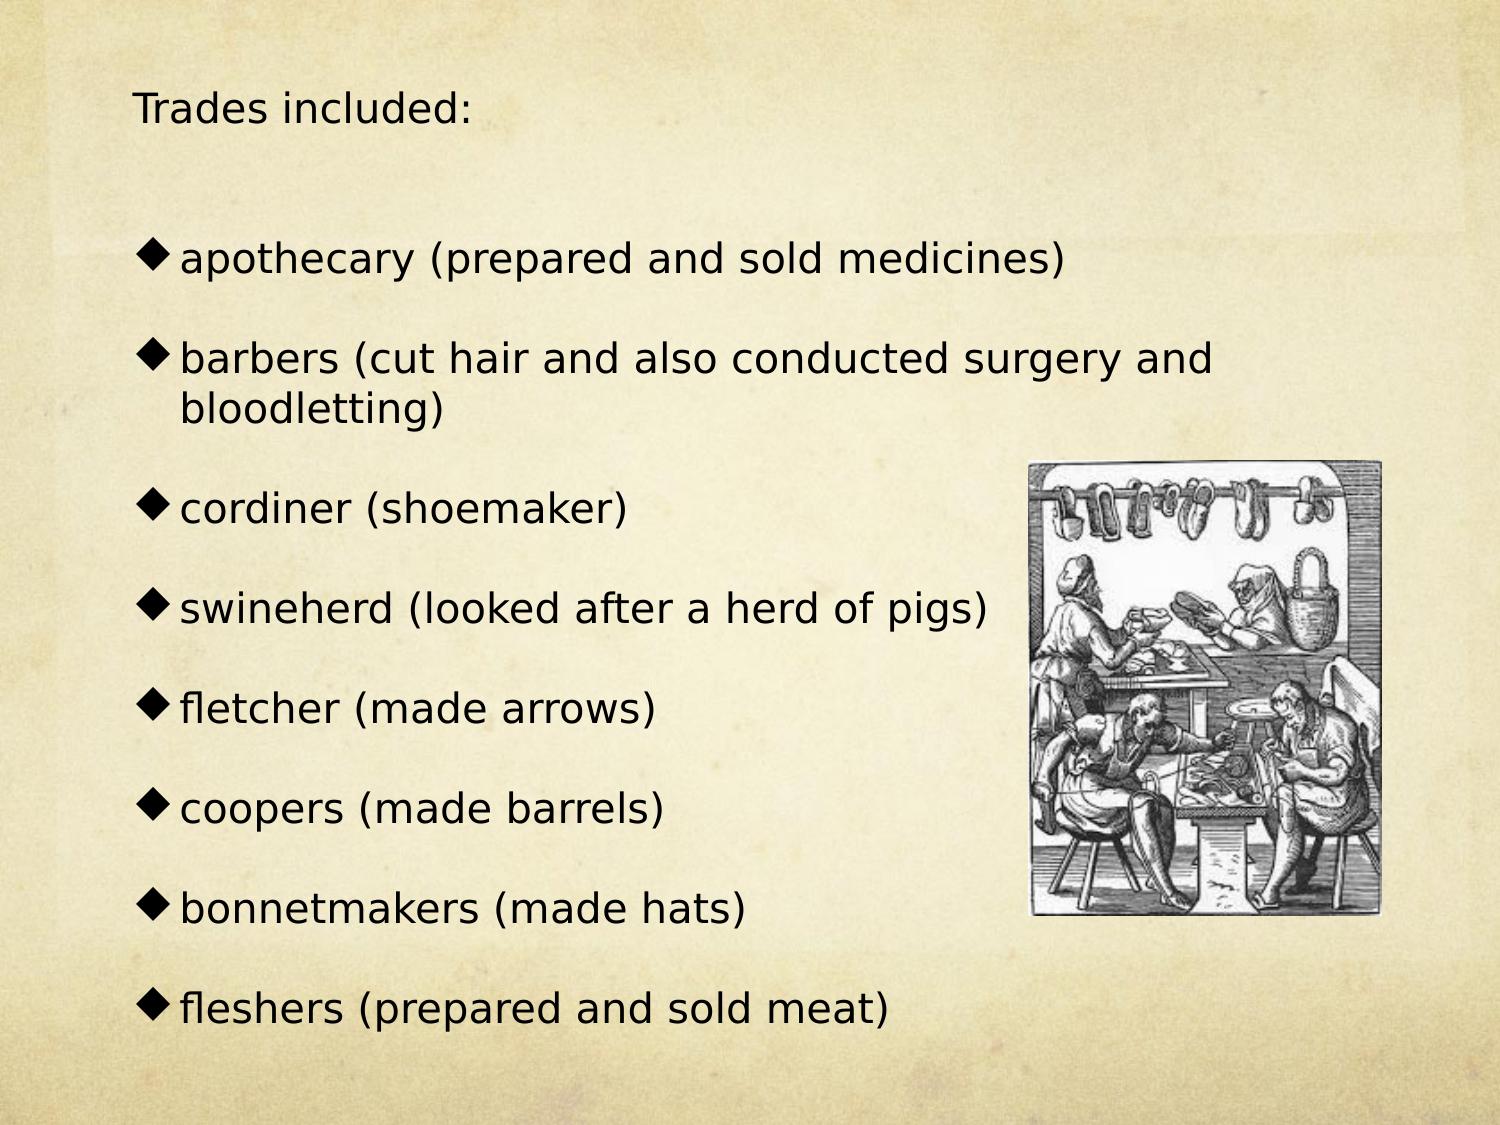 Trades included:
◆ apothecary (prepared and sold medicines)
◆ barbers (cut hair and also conducted surgery and
bloodletting)
◆ cordiner (shoemaker)
◆ swineherd (looked after a herd of pigs)
◆ fletcher (made arrows)
◆ coopers (made barrels)
◆ bonnetmakers (made hats)
◆ fleshers (prepared and sold meat)